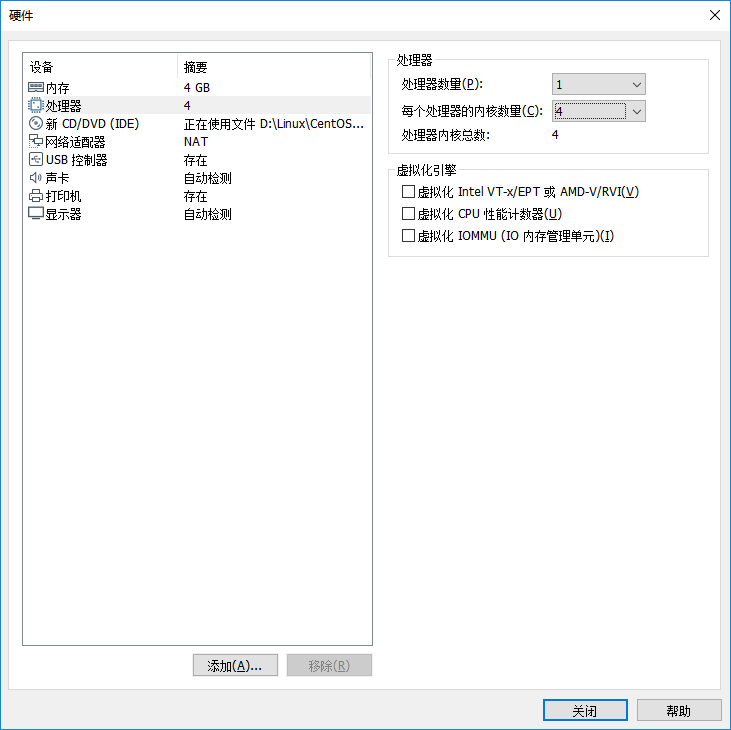 硬件
设备 摘要
内存 4 GB
处理器 4
新 CD/DVD (IDE) 正在使用文件 D:\Linux\CentOS...
网络适配器 NAT
USB 控制器 存在
声卡 自动检测
打印机 存在
显示器 自动检测
添加(A)... 移除(R)
处理器
处理器数量(P): 1
每个处理器的内核数量(C): 4
处理器内核总数: 4
虚拟化引擎
虚拟化 Intel VT-x/EPT 或 AMD-V/RVI(V)
虚拟化 CPU 性能计数器(U)
虚拟化 IOMMU (IO 内存管理单元)(I)
关闭 帮助